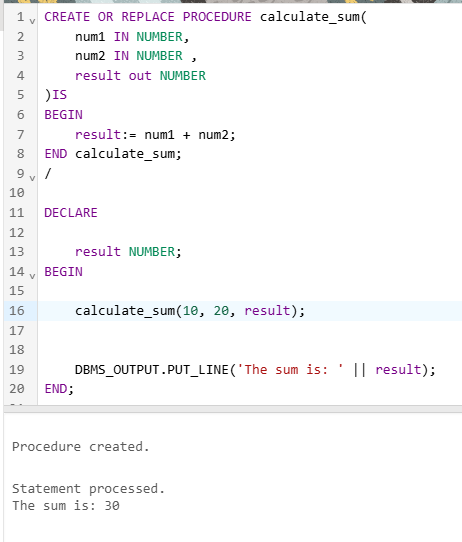 1 CREATE OR REPLACE PROCEDURE calculate_sum(
2 num1 IN NUMBER,
3 num2 IN NUMBER ,
4 result out NUMBER
5 )IS
6 BEGIN
7 result:= num1 + num2;
8 END calculate_sum;
9 /
10
11 DECLARE
12
13 result NUMBER;
14 BEGIN
15
16 calculate_sum(10, 20, result);
17
18
19 DBMS_OUTPUT.PUT_LINE('The sum is: ' || result);
20 END;
Procedure created.
Statement processed.
The sum is: 30